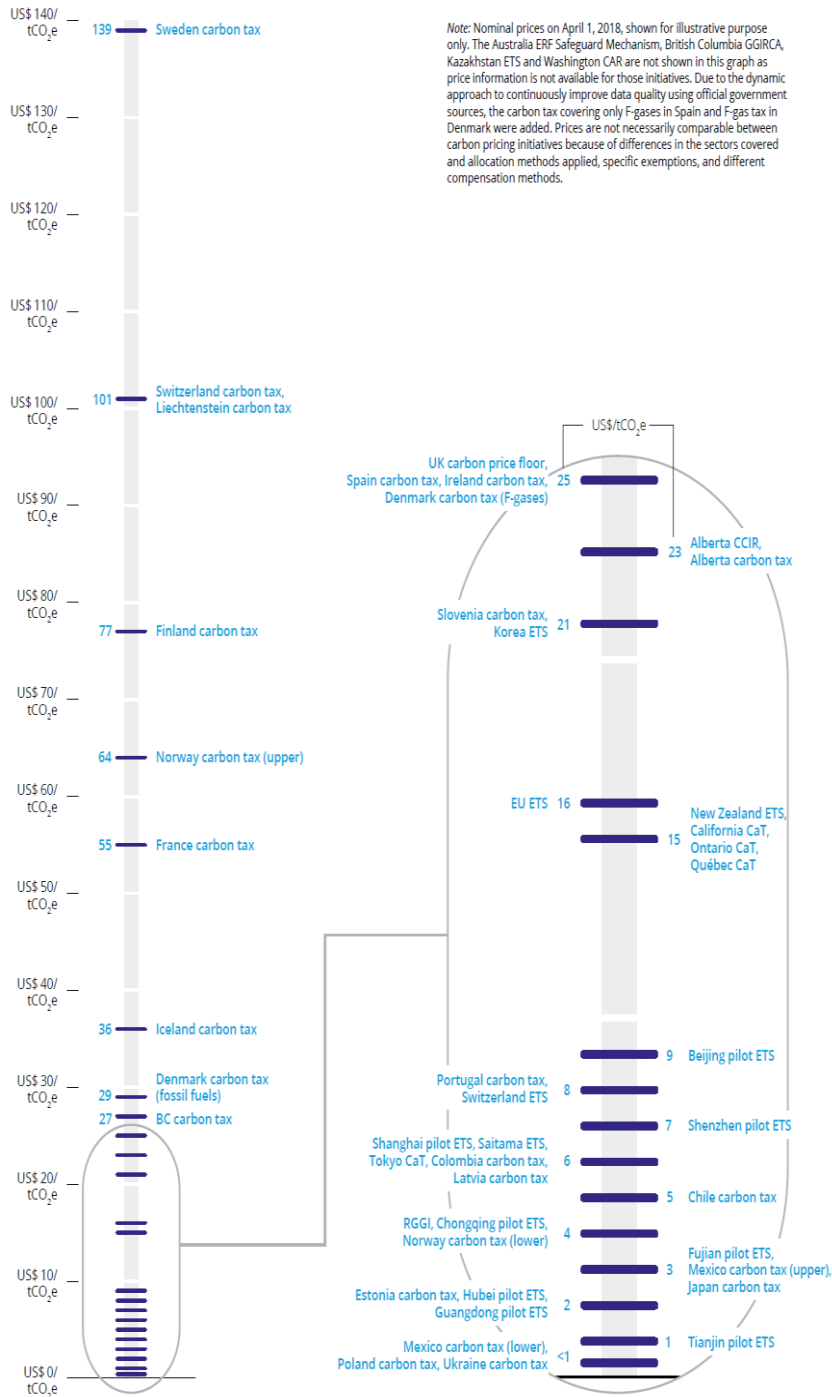 US$ 140/
tCO2e
139
Sweden carbon tax
US$ 130/
tCO2e
US$ 120/
tCO2e
US$ 110/
tCO2e
101
Switzerland carbon tax,
Liechtenstein carbon tax
US$ 100/
tCO2e
US$ 90/
tCO2e
US$ 80/
tCO2e
77
Finland carbon tax
US$ 70/
tCO2e
64
Norway carbon tax (upper)
US$ 60/
tCO2e
55
France carbon tax
US$ 50/
tCO2e
US$ 40/
tCO2e
36
Iceland carbon tax
US$ 30/
tCO2e
29
Denmark carbon tax
(fossil fuels)
27
BC carbon tax
US$ 20/
tCO2e
US$ 10/
tCO2e
US$ 0/
tCO2e
Note: Nominal prices on April 1, 2018, shown for illustrative purpose
only. The Australia ERF Safeguard Mechanism, British Columbia GGIRCA,
Kazakhstan ETS and Washington CAR are not shown in this graph as
price information is not available for those initiatives. Due to the dynamic
approach to continuously improve data quality using official government
sources, the carbon tax covering only F-gases in Spain and F-gas tax in
Denmark were added. Prices are not necessarily comparable between
carbon pricing initiatives because of differences in the sectors covered
and allocation methods applied, specific exemptions, and different
compensation methods.
US$/tCO2e
UK carbon price floor,
Spain carbon tax, Ireland carbon tax,
Denmark carbon tax (F-gases)
25
23
Alberta CCIR,
Alberta carbon tax
Slovenia carbon tax,
Korea ETS
21
EU ETS 16
15
New Zealand ETS,
California CaT,
Ontario CaT,
Québec CaT
9 Beijing pilot ETS
Portugal carbon tax,
Switzerland ETS
8
7 Shenzhen pilot ETS
Shanghai pilot ETS, Saitama ETS,
Tokyo CaT, Colombia carbon tax,
Latvia carbon tax
6
5 Chile carbon tax
RGGI, Chongqing pilot ETS,
Norway carbon tax (lower)
4
3
Fujian pilot ETS,
Mexico carbon tax (upper),
Japan carbon tax
Estonia carbon tax, Hubei pilot ETS,
Guangdong pilot ETS
2
1 Tianjin pilot ETS
Mexico carbon tax (lower),
Poland carbon tax, Ukraine carbon tax
<1